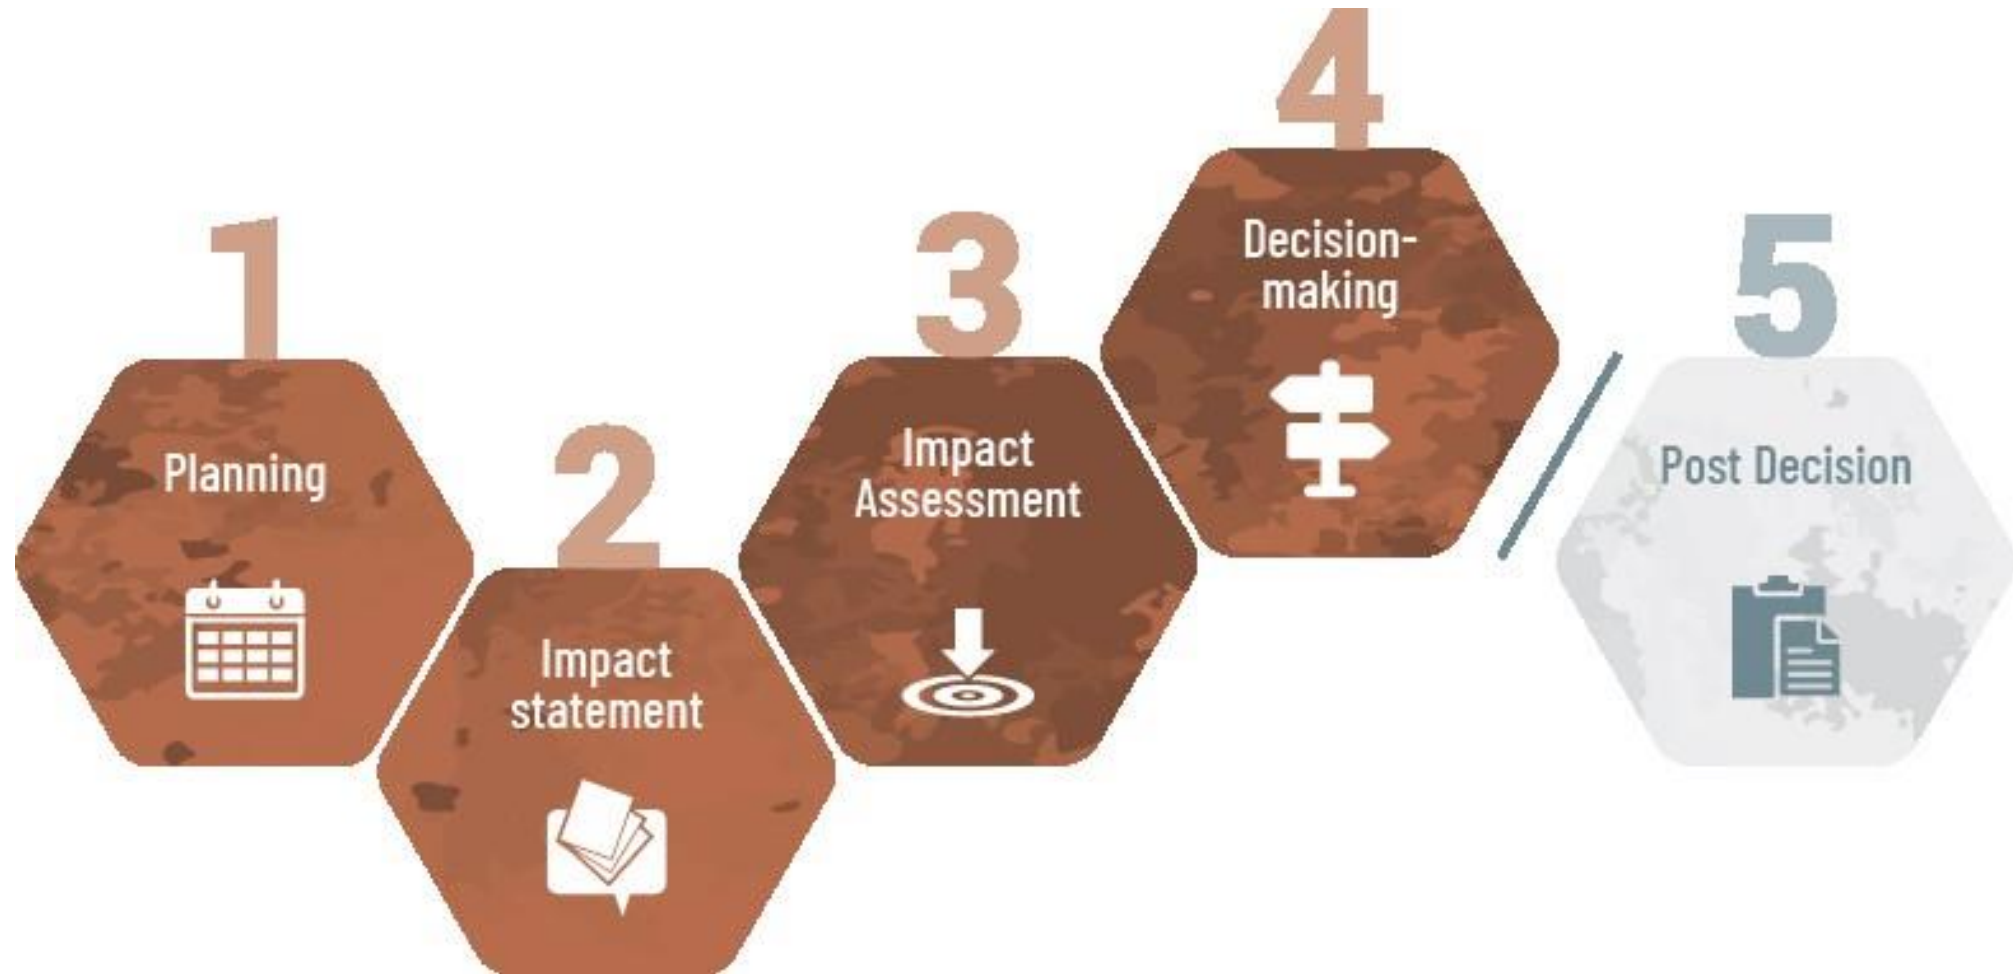 1
Planning
2
Impact
statement
3
Impact
Assessment
4
Decision-
making
5
Post Decision